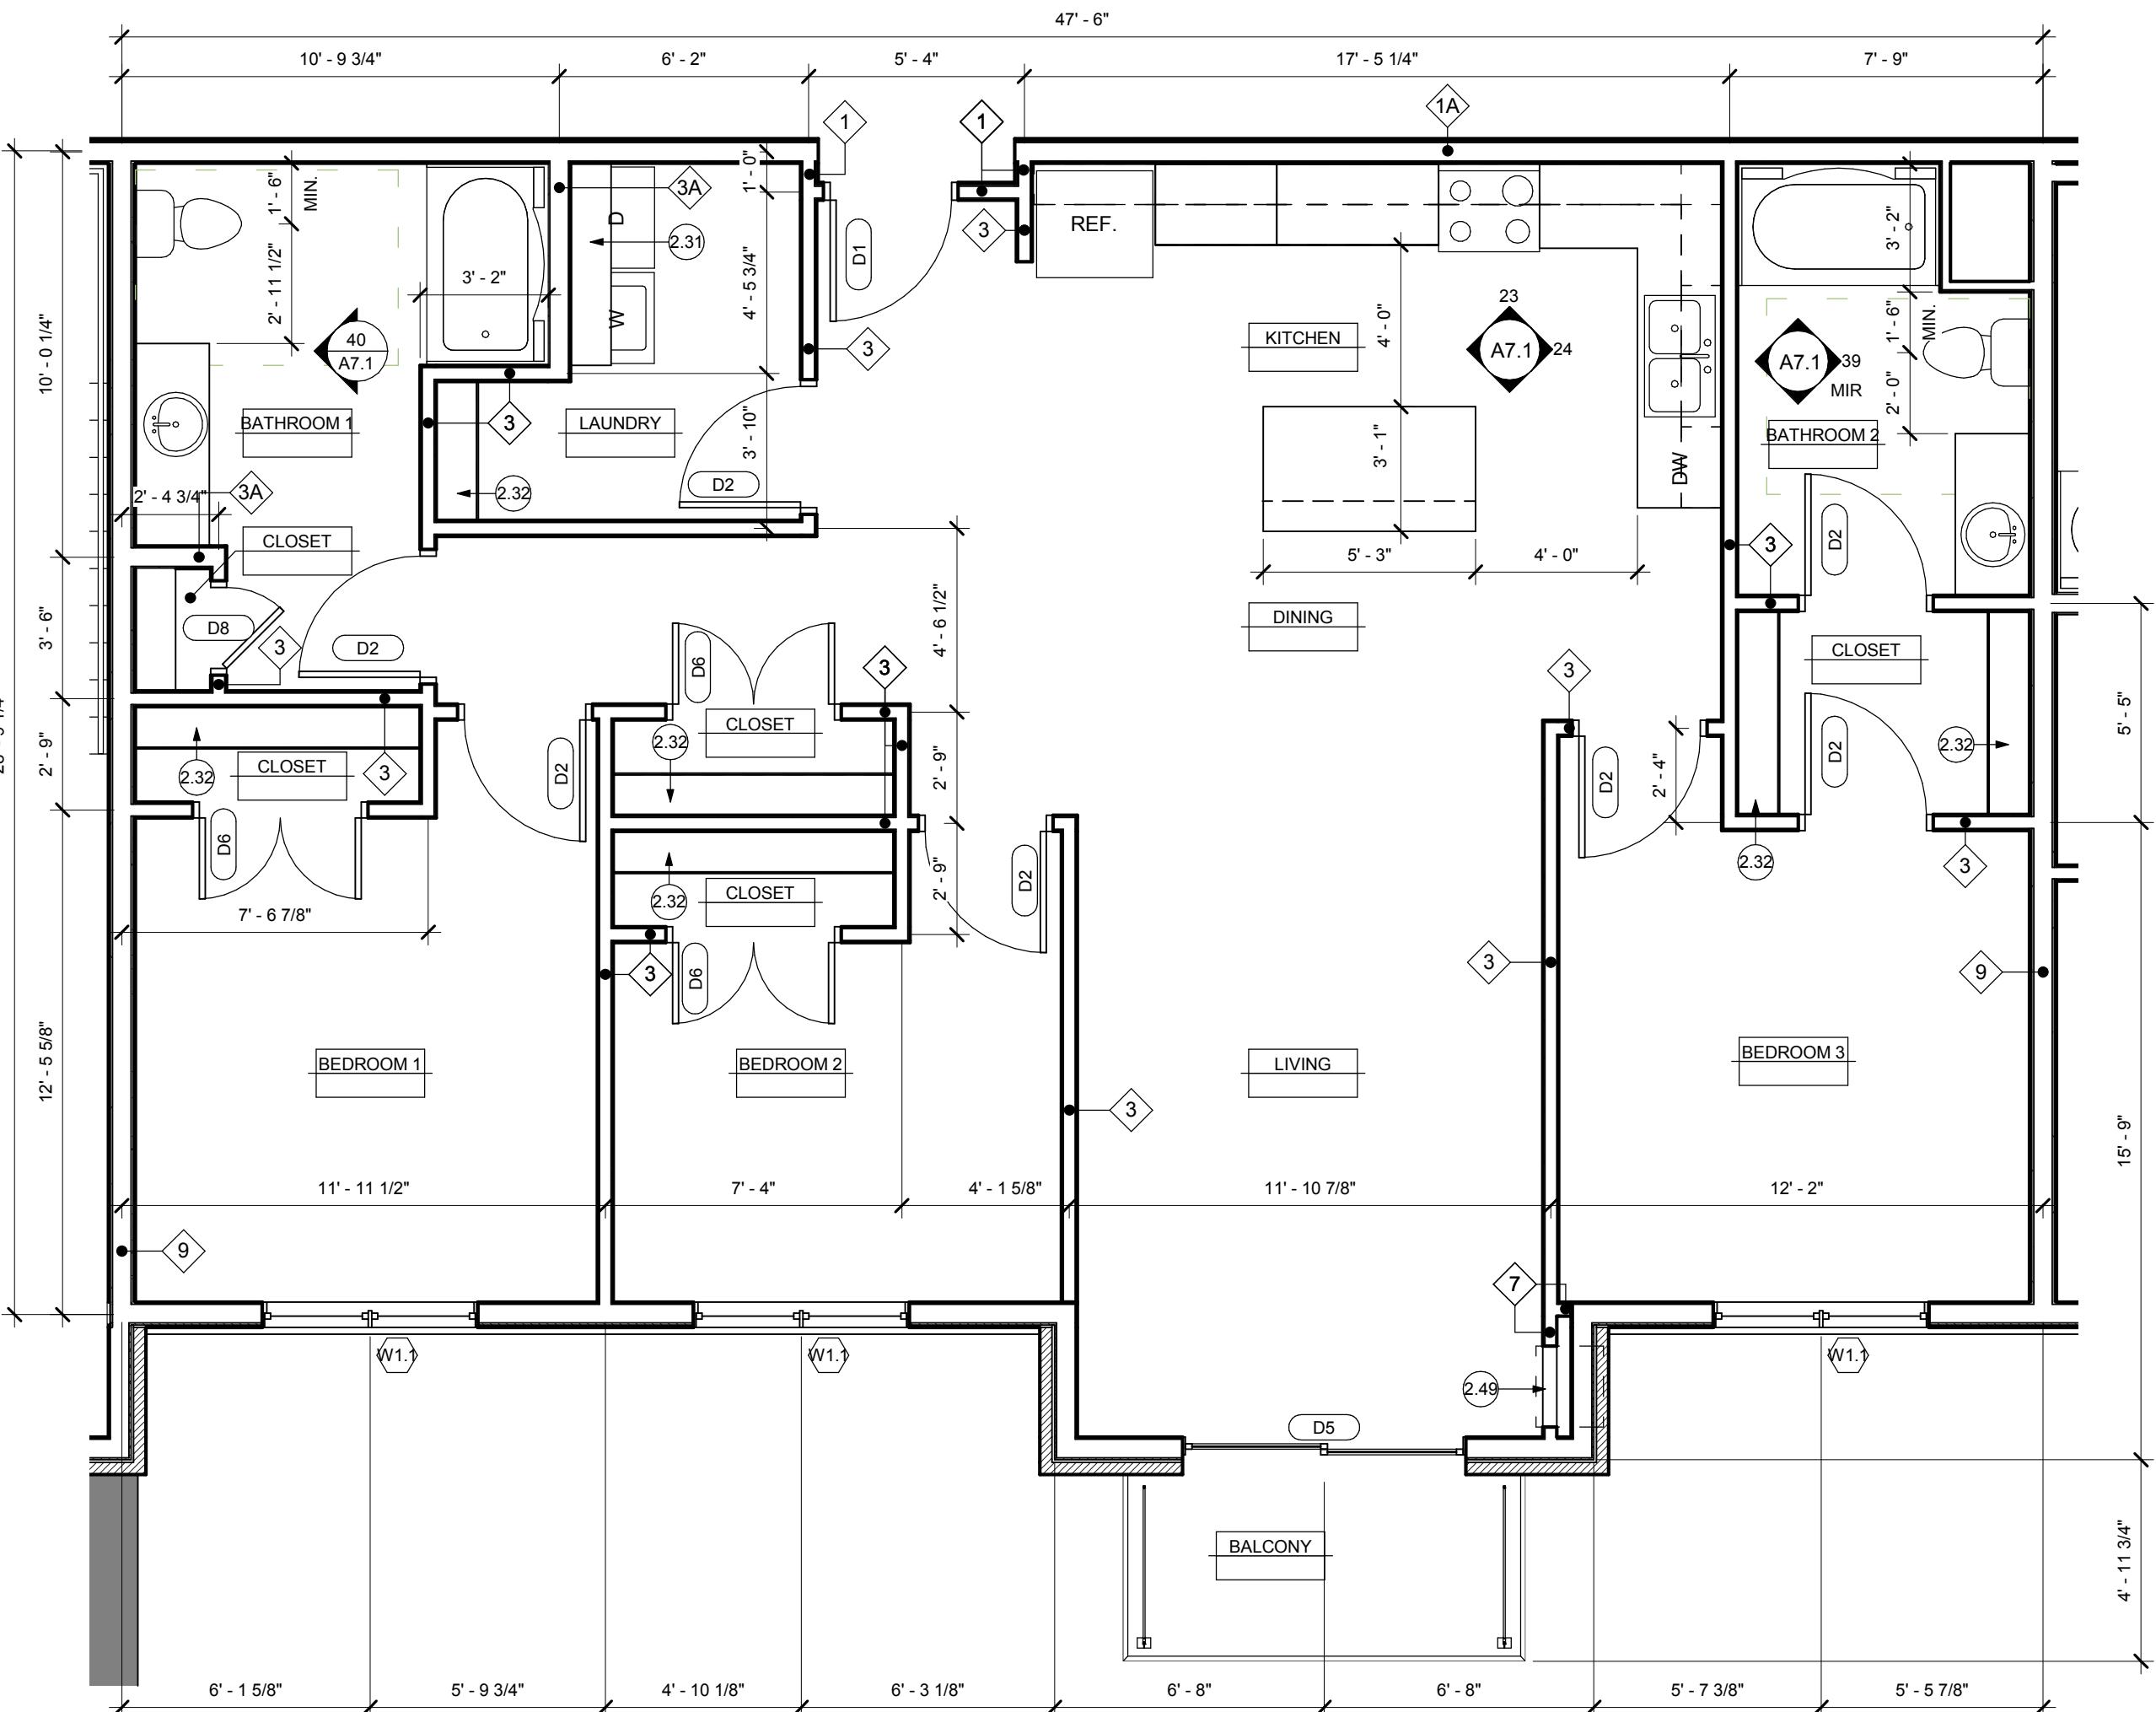 47' - 6"
10' - 9 3/4"
6' - 2"
5' - 4"
17' - 5 1/4"
7' - 9"
1
1
1A
1' - 6"
MIN.
3A
1' - 0"
D
2.31
3
D1
REF.
3' - 2"
2' - 11 1/2"
3' - 2"
4' - 5 3/4"
W
40
A7.1
3
KITCHEN
4' - 0"
23
A7.1
24
1' - 6"
MIN.
A7.1
39
MIR
2' - 0"
10' - 0 1/4"
BATHROOM 1
3
LAUNDRY
3' - 10"
3' - 1"
DW
BATHROOM 2
2' - 4 3/4"
3A
2.32
D2
CLOSET
5' - 3"
4' - 0"
3
D2
3' - 6"
D8
3
D2
D6
3
4' - 6 1/2"
DINING
3
CLOSET
5' - 5"
2' - 9"
2.32
CLOSET
3
D2
2.32
CLOSET
2' - 9"
D2
2' - 4"
D2
2.32
D6
2.32
CLOSET
2' - 9"
D2
2.32
3
7' - 6 7/8"
3
D6
3
9
12' - 5 5/8"
BEDROOM 1
BEDROOM 2
LIVING
BEDROOM 3
3
15' - 9"
11' - 11 1/2"
7' - 4"
4' - 1 5/8"
11' - 10 7/8"
12' - 2"
9
7
W1.1
W1.1
W1.1
2.49
D5
BALCONY
4' - 11 3/4"
6' - 1 5/8"
5' - 9 3/4"
4' - 10 1/8"
6' - 3 1/8"
6' - 8"
6' - 8"
5' - 7 3/8"
5' - 5 7/8"